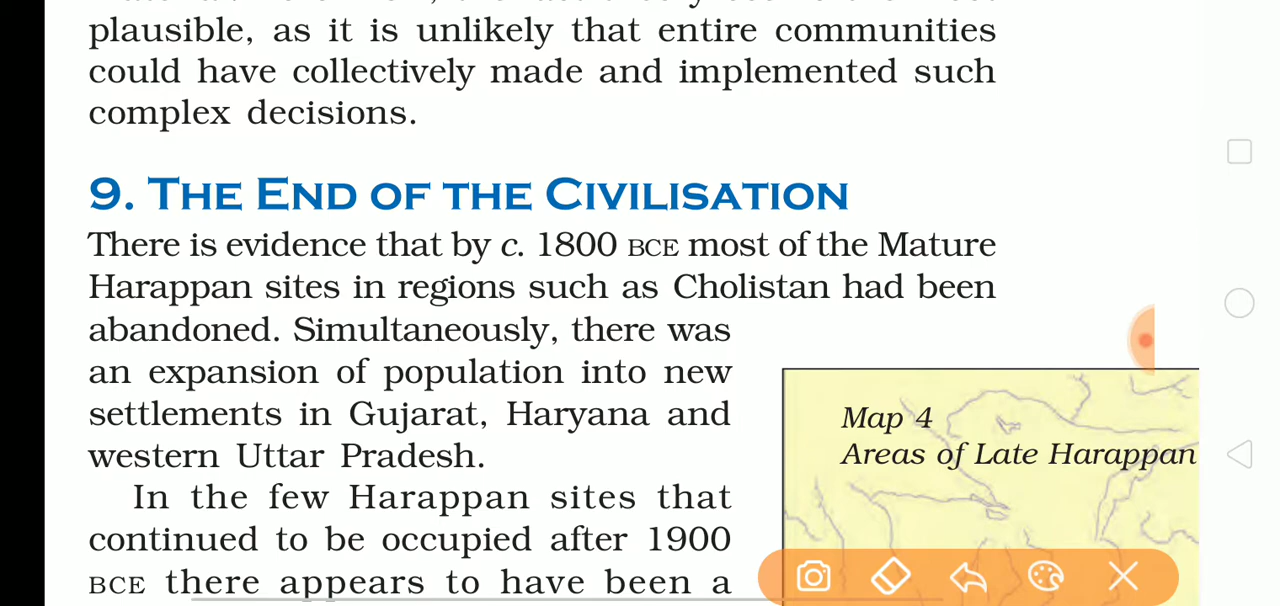 plausible, as it is unlikely that entire communities
could have collectively made and implemented such
complex decisions.
9. THE END OF THE CIVILISATION
There is evidence that by c. 1800 BCE most of the Mature
Harappan sites in regions such as Cholistan had been
abandoned. Simultaneously, there was
an expansion of population into new
settlements in Gujarat, Haryana and
western Uttar Pradesh.
In the few Harappan sites that
continued to be occupied after 1900
BCE there appears to have been a
Map 4
Areas of Late Harappan